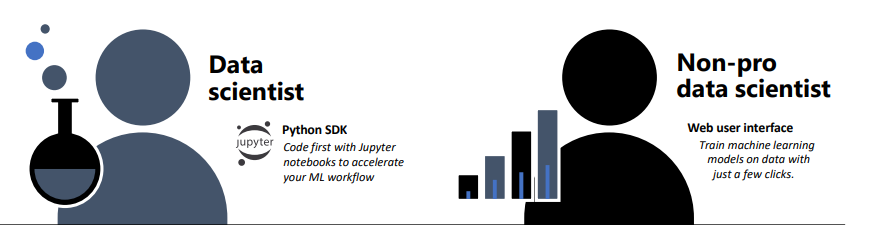 Data
scientist
jupyter
Python SDK
Code first with Jupyter
notebooks to accelerate
your ML workflow
Non-pro
data scientist
Web user interface
Train machine learning
models on data with
just a few clicks.